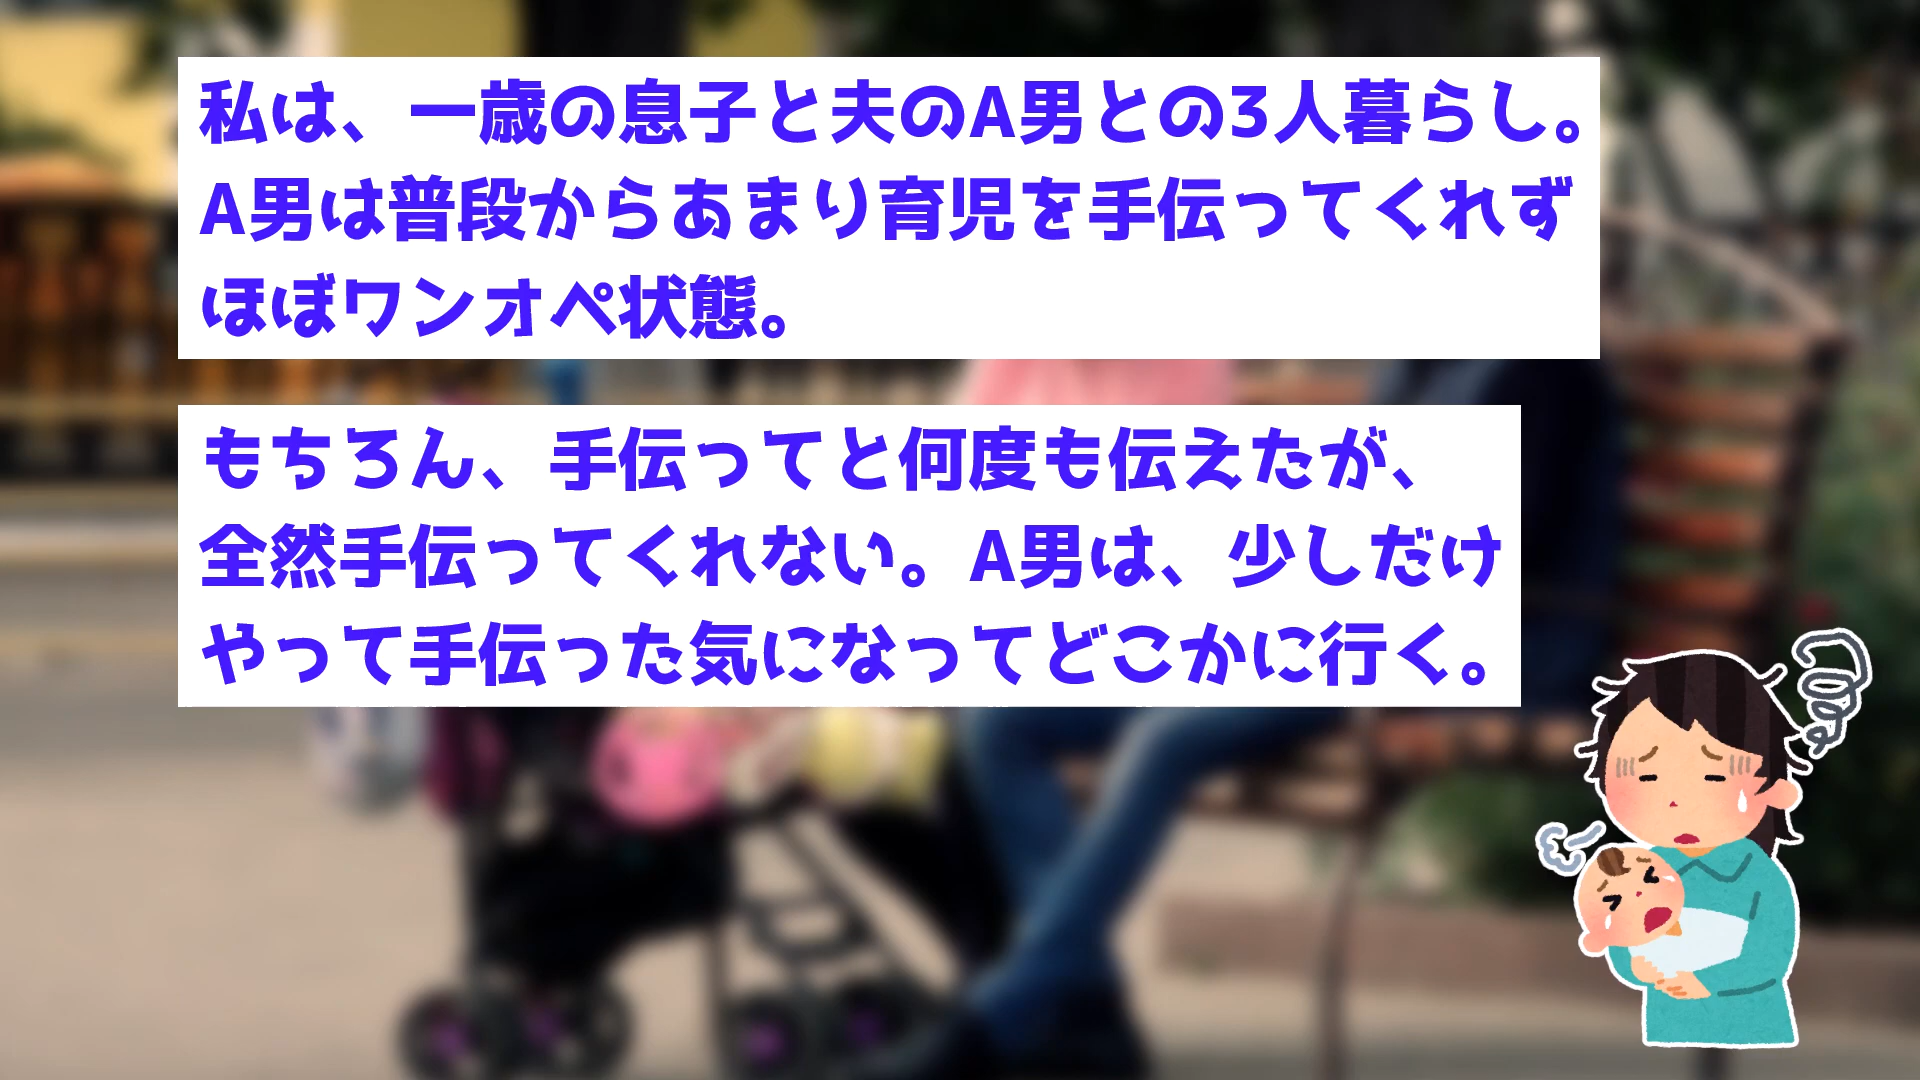 私は、一歳の息子と夫のA男との3人暮らし。
A男は普段からあまり育児を手伝ってくれず
ほぼワンオペ状態。
もちろん、手伝ってと何度も伝えたが、
全然手伝ってくれない。A男は、少しだけ
やって手伝った気になってどこかに行く。